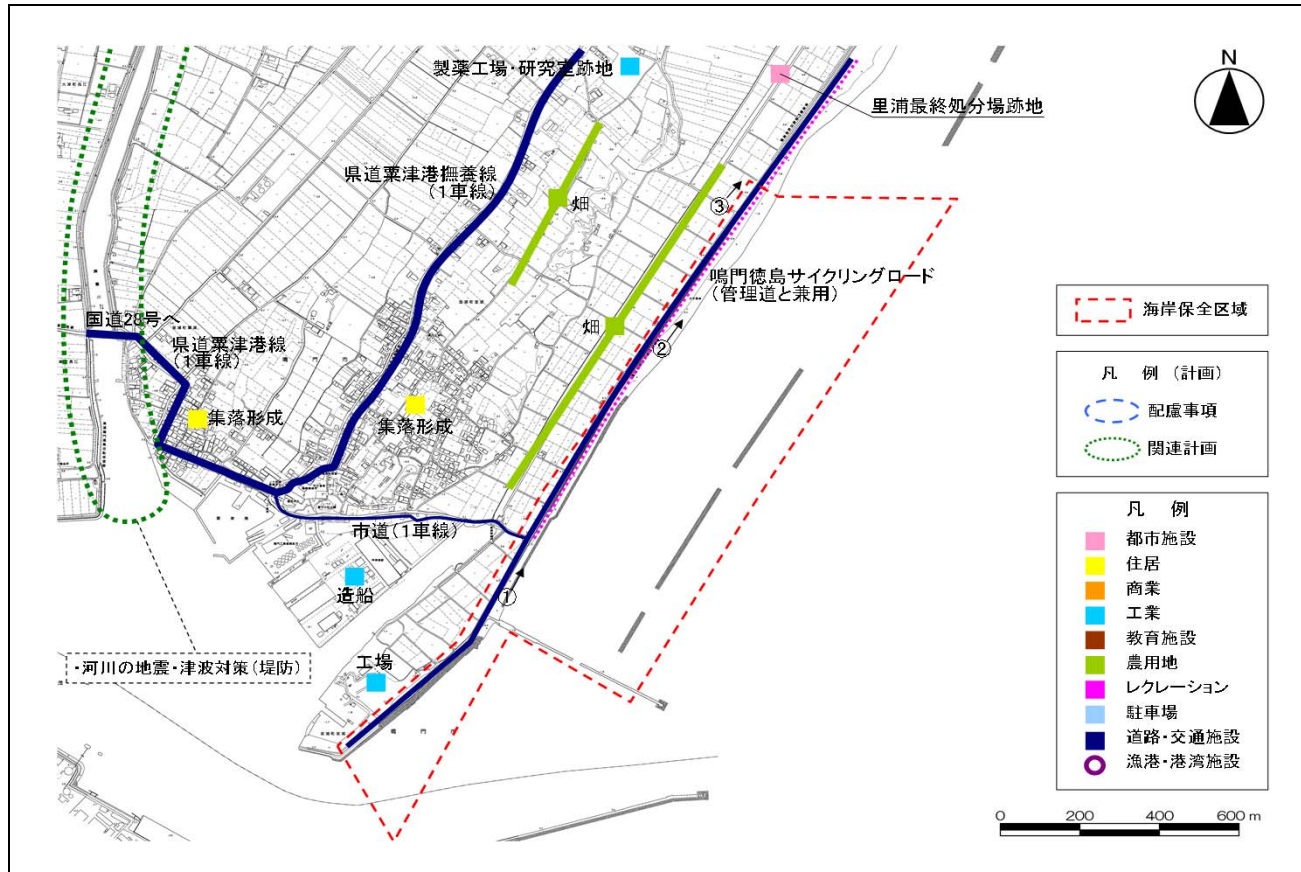 製薬工場・研究室跡地
里浦最終処分場跡地
N
県道粟津港撫養線
(1車線)
畑
③
鳴門徳島サイクリングロード
(管理道と兼用)
国道28号へ
県道粟津港線
(1車線)
畑
②
集落形成
集落形成
市道(1車線)
①
造船
工場
・河川の地震・津波対策(堤防)
海岸保全区域
凡 例 (計画)
配慮事項
関連計画
凡 例
都市施設
住居
商業
工業
教育施設
農用地
レクレーション
駐車場
道路・交通施設
漁港・港湾施設
0 200 400 600 m